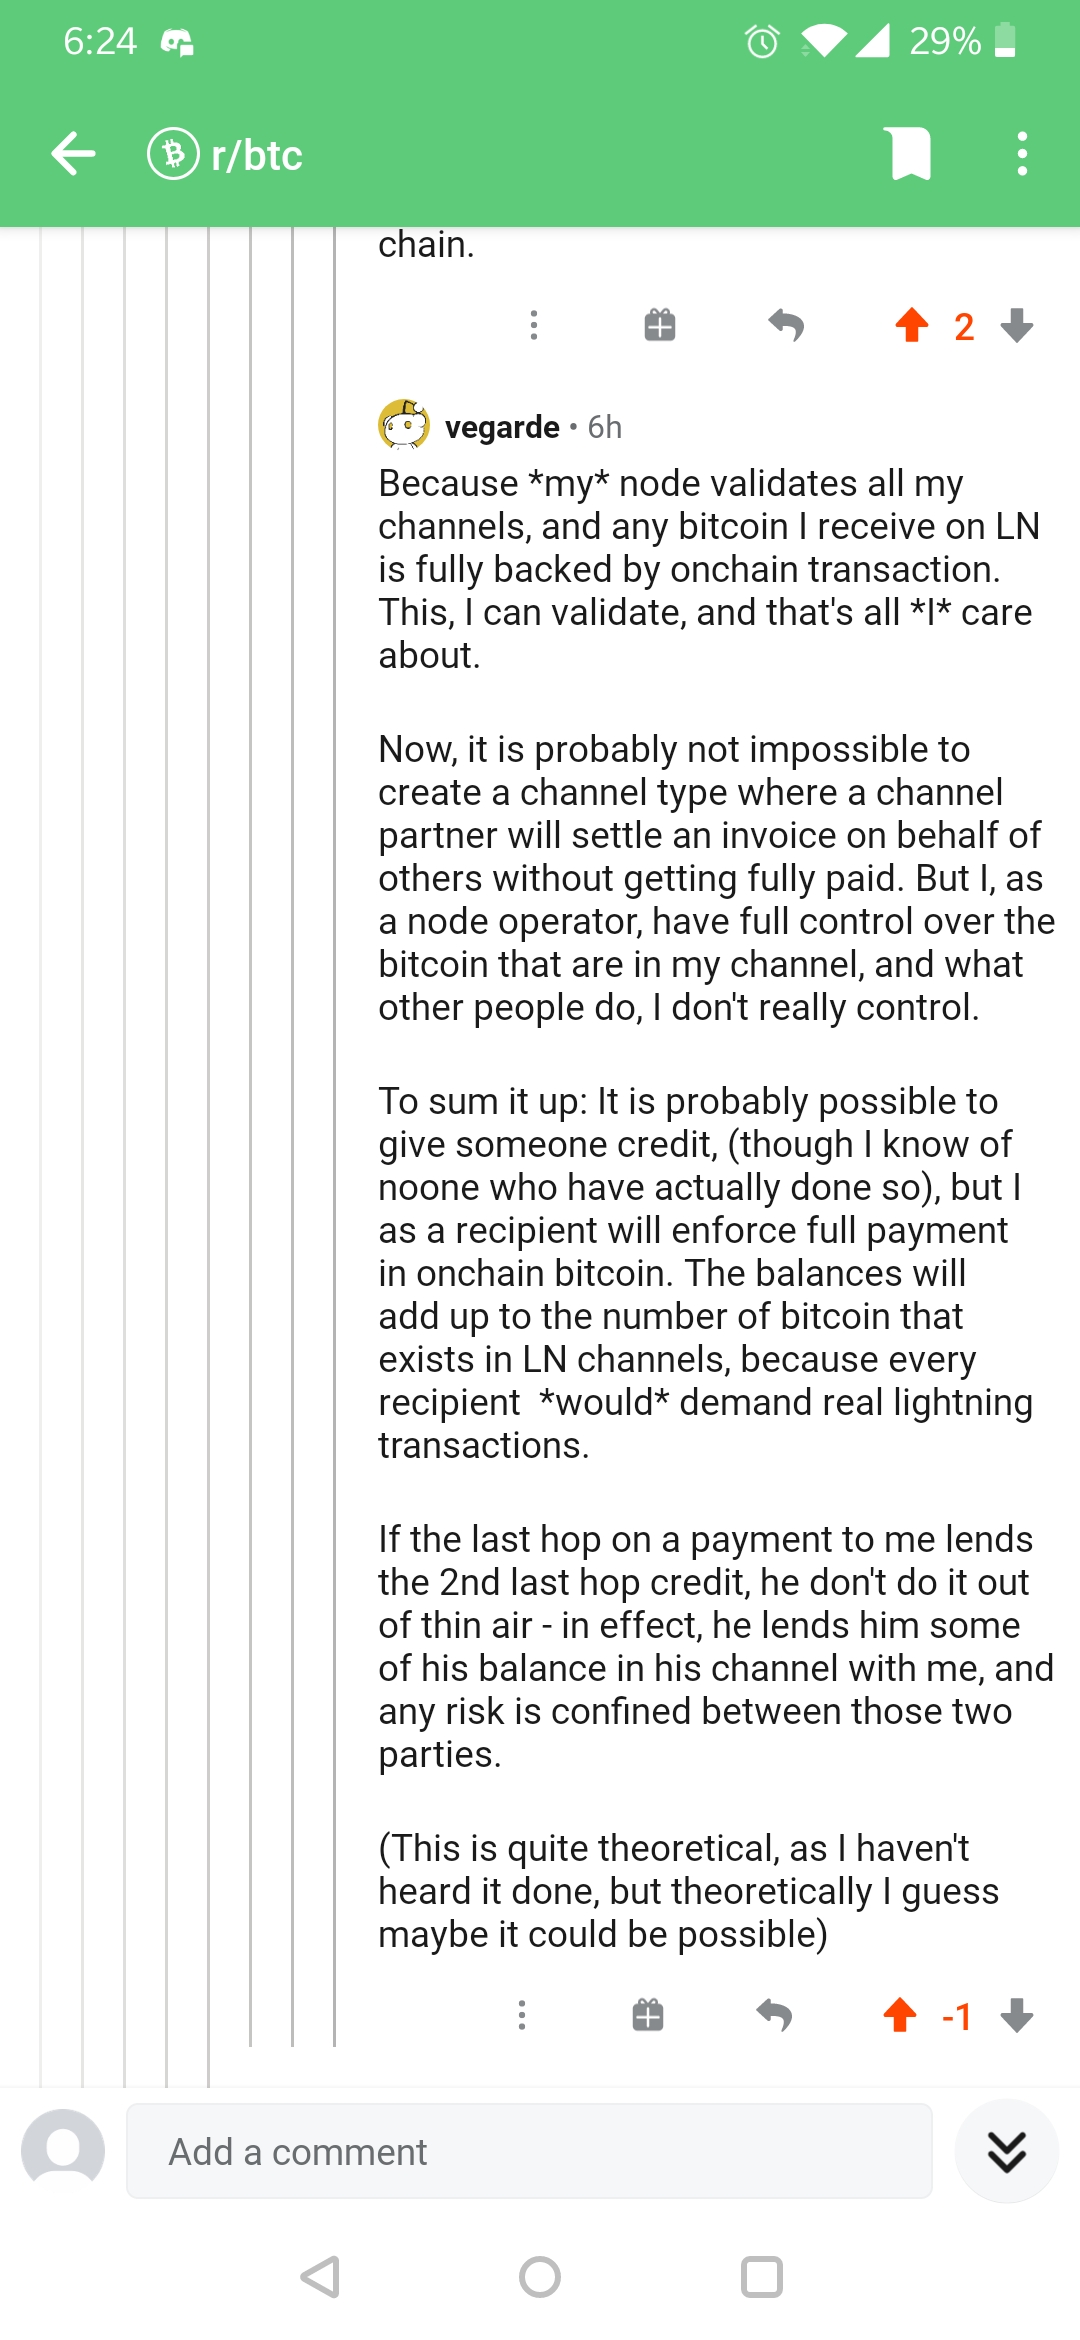 6:24
29%
r/btc
chain.
2
vegarde • 6h
Because *my* node validates all my
channels, and any bitcoin I receive on LN
is fully backed by onchain transaction.
This, I can validate, and that's all *I* care
about.
Now, it is probably not impossible to
create a channel type where a channel
partner will settle an invoice on behalf of
others without getting fully paid. But I, as
a node operator, have full control over the
bitcoin that are in my channel, and what
other people do, I don't really control.
To sum it up: It is probably possible to
give someone credit, (though I know of
noone who have actually done so), but I
as a recipient will enforce full payment
in onchain bitcoin. The balances will
add up to the number of bitcoin that
exists in LN channels, because every
recipient  *would* demand real lightning
transactions.
If the last hop on a payment to me lends
the 2nd last hop credit, he don't do it out
of thin air - in effect, he lends him some
of his balance in his channel with me, and
any risk is confined between those two
parties.
(This is quite theoretical, as I haven't
heard it done, but theoretically I guess
maybe it could be possible)
-1
Add a comment